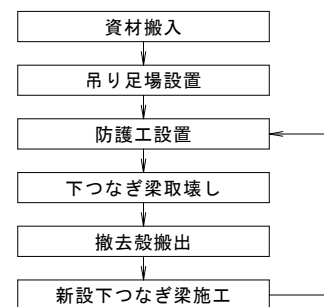 資材搬入
吊り足場設置
防護工設置
下つなぎ梁取壊し
撤去殻搬出
新設下つなぎ梁施工